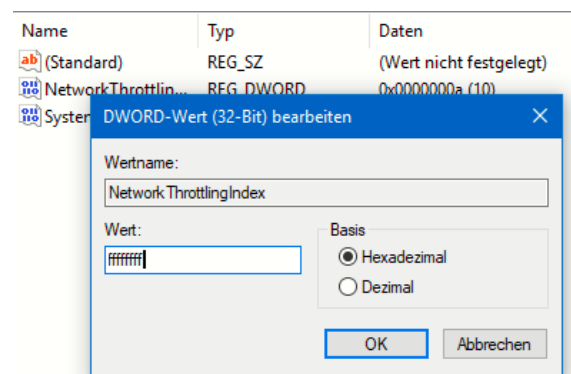 Name Typ Daten
(Standard) REG_SZ (Wert nicht festgelegt)
NetworkThrottlin... REG_DWORD 0x0000000a (10)
System
DWORD-Wert (32-Bit) bearbeiten
Wertname:
NetworkThrottlingIndex
Wert: Basis
ffffffff Hexadezimal
Dezimal
OK Abbrechen